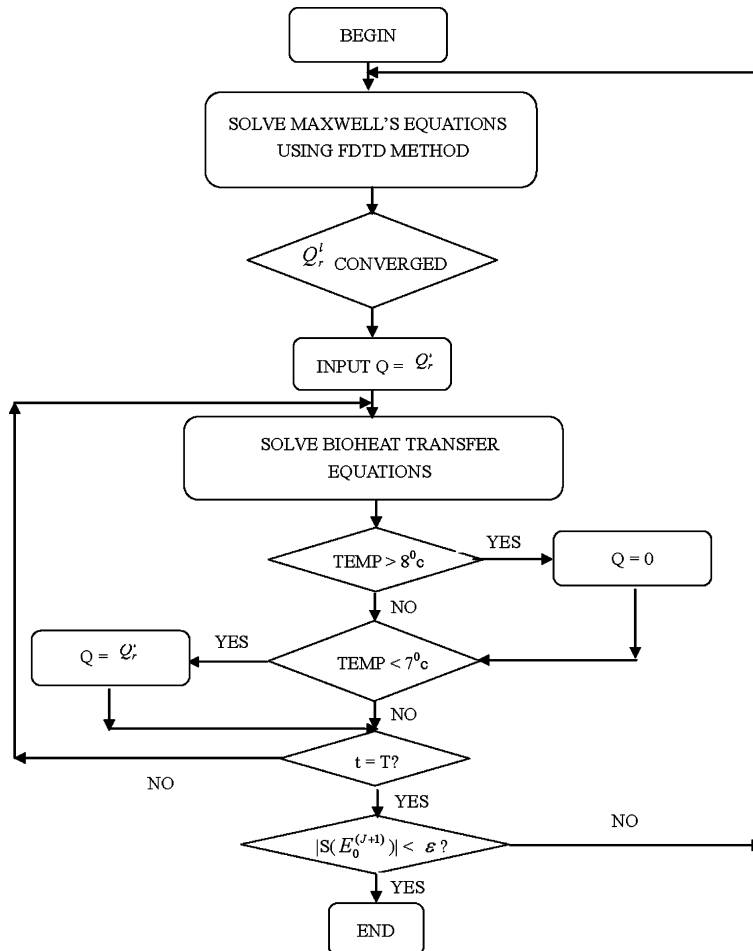 BEGIN
SOLVE MAXWELL'S EQUATIONS
USING FDTD METHOD
Q_r^l CONVERGED
INPUT Q = Q_r^*
SOLVE BIOHEAT TRANSFER
EQUATIONS
TEMP > 8⁰c
YES
Q = 0
NO
TEMP < 7⁰c
YES
Q = Q_r^*
NO
t = T?
NO
YES
|S(E_0^{(J+1)})| < ε ?
NO
YES
END